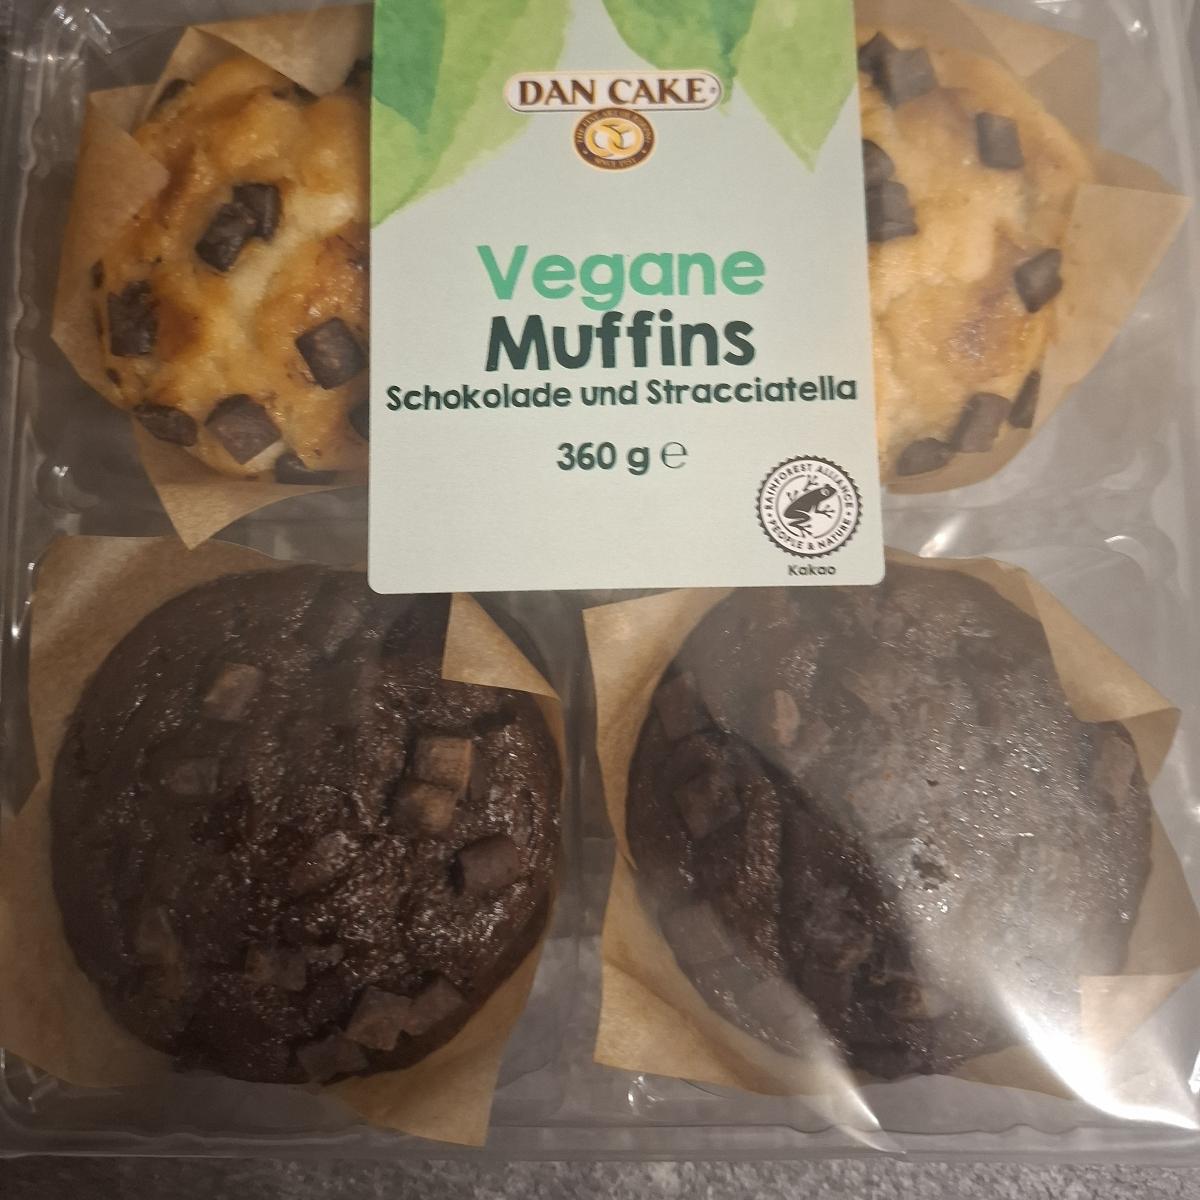 DAN CAKE
Vegane
Muffins
Schokolade und Stracciatella
360 g ℮
RAINFOREST ALLIANCE
PEOPLE & NATURE
Kakao